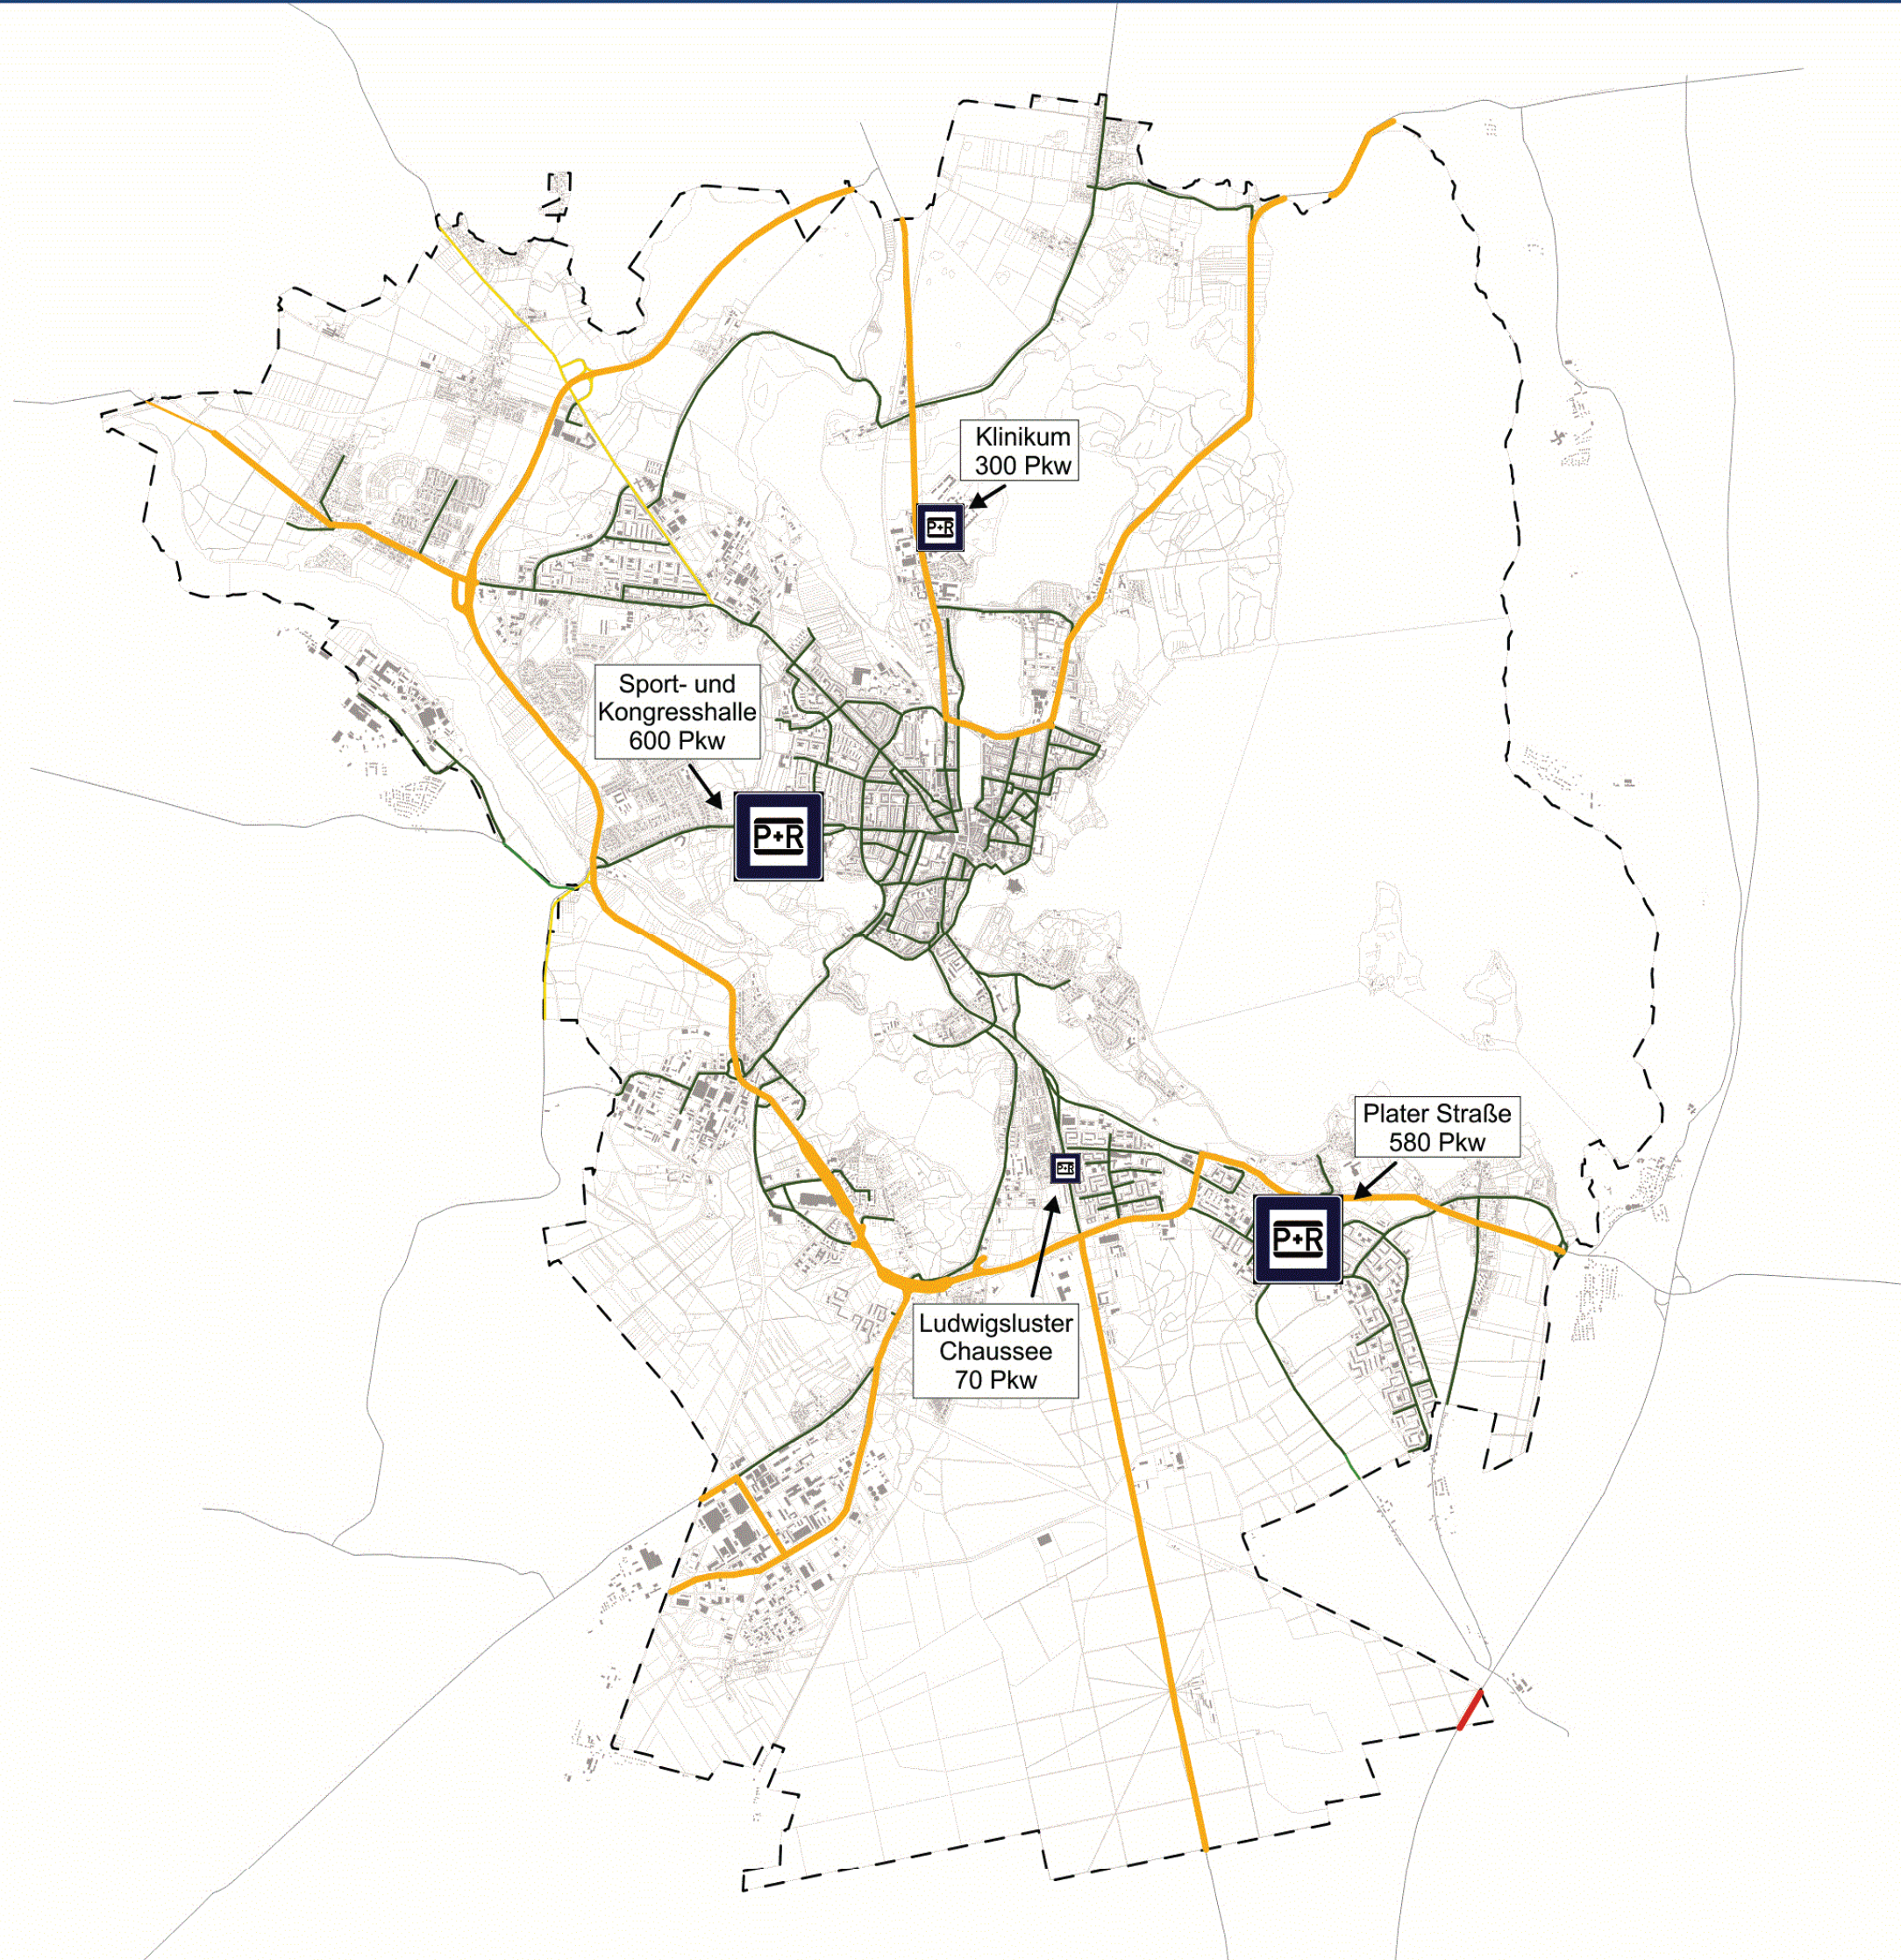 Klinikum
300 Pkw
P+R
Sport- und
Kongresshalle
600 Pkw
P+R
Plater Straße
580 Pkw
P+R
P+R
Ludwigsluster
Chaussee
70 Pkw